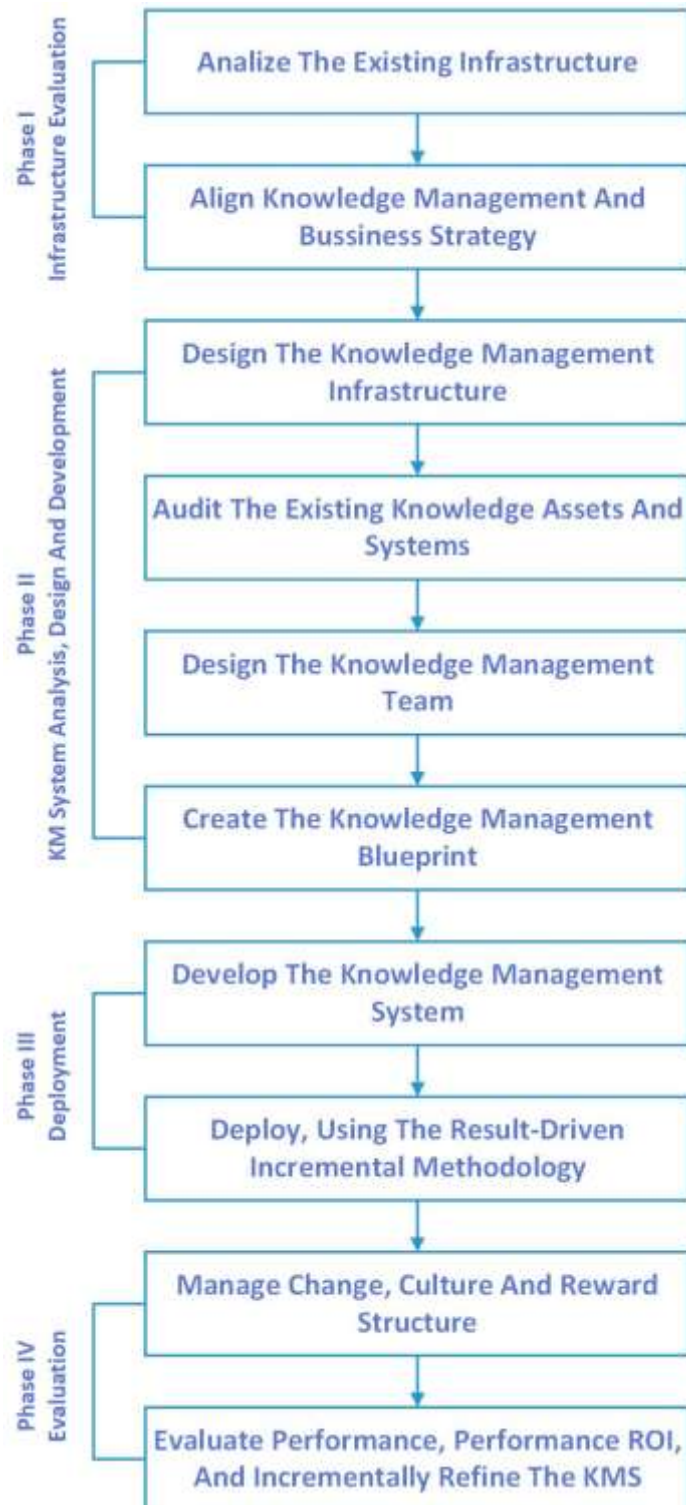 Phase I
Infrastructure Evaluation
Analize The Existing Infrastructure
Align Knowledge Management And
Bussiness Strategy
Phase II
KM System Analysis, Design And Development
Design The Knowledge Management
Infrastructure
Audit The Existing Knowledge Assets And
Systems
Design The Knowledge Management
Team
Create The Knowledge Management
Blueprint
Phase III
Deployment
Develop The Knowledge Management
System
Deploy, Using The Result-Driven
Incremental Methodology
Phase IV
Evaluation
Manage Change, Culture And Reward
Structure
Evaluate Performance, Performance ROI,
And Incrementally Refine The KMS